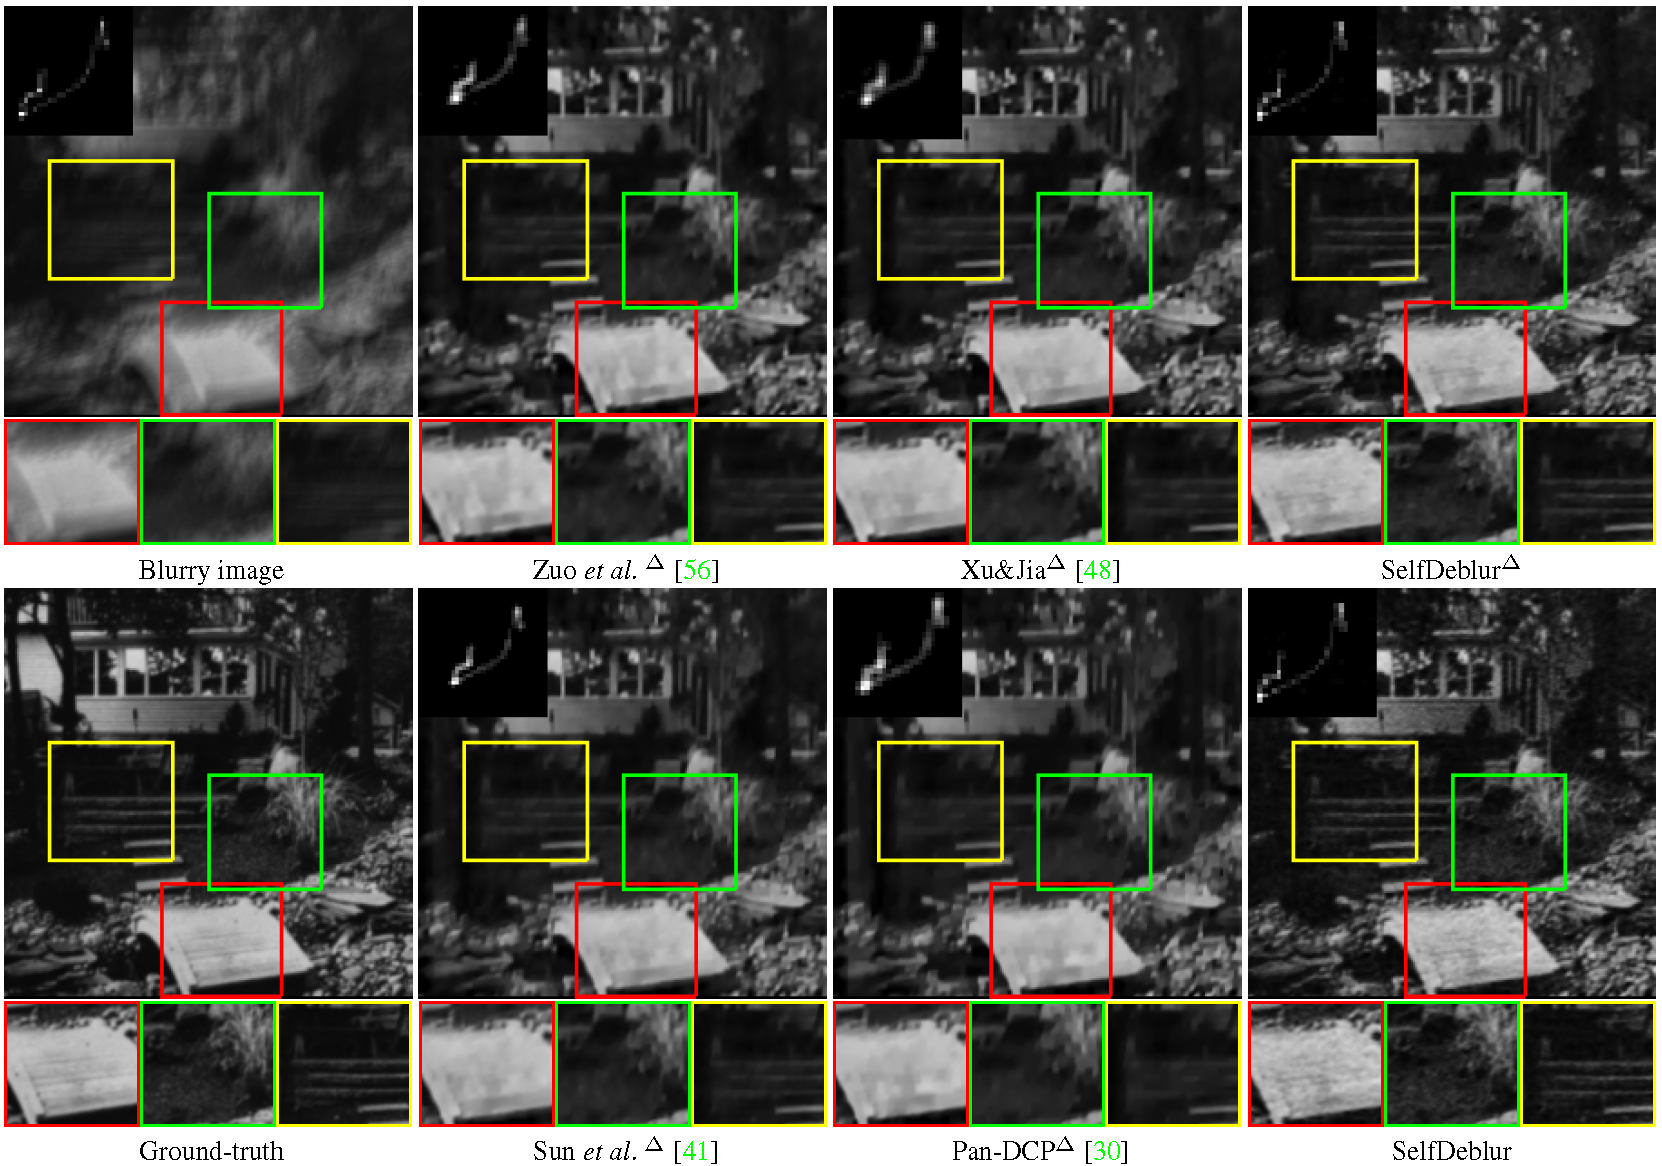 Blurry image
Zuo et al. Δ [56]
Xu&Jia Δ [48]
SelfDeblur Δ
Ground-truth
Sun et al. Δ [41]
Pan-DCP Δ [30]
SelfDeblur